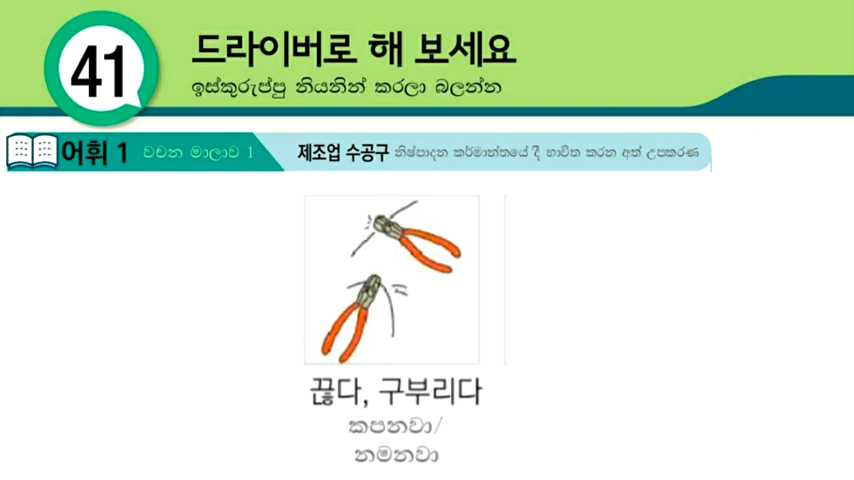 41
드라이버로 해 보세요
ඉස්කුරුප්පු නියනින් කරලා බලන්න
어휘 1 වචන මාලාව 1 제조업 수공구 නිෂ්පාදන කර්මාන්තයේ දී භාවිත කරන අත් උපකරණ
끊다, 구부리다
කපනවා/
නමනවා